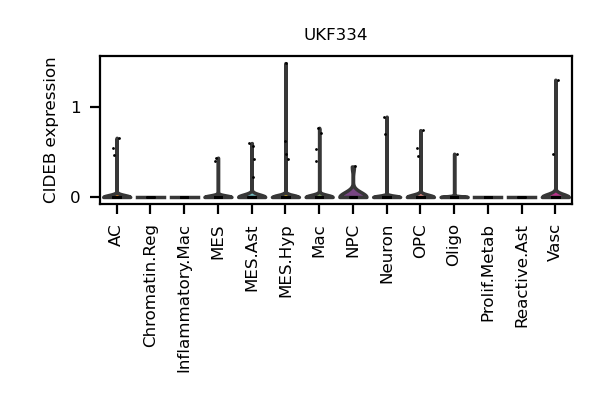 UKF334
CIDEB expression
1
0
AC
Chromatin.Reg
Inflammatory.Mac
MES
MES.Ast
MES.Hyp
Mac
NPC
Neuron
OPC
Oligo
Prolif.Metab
Reactive.Ast
Vasc